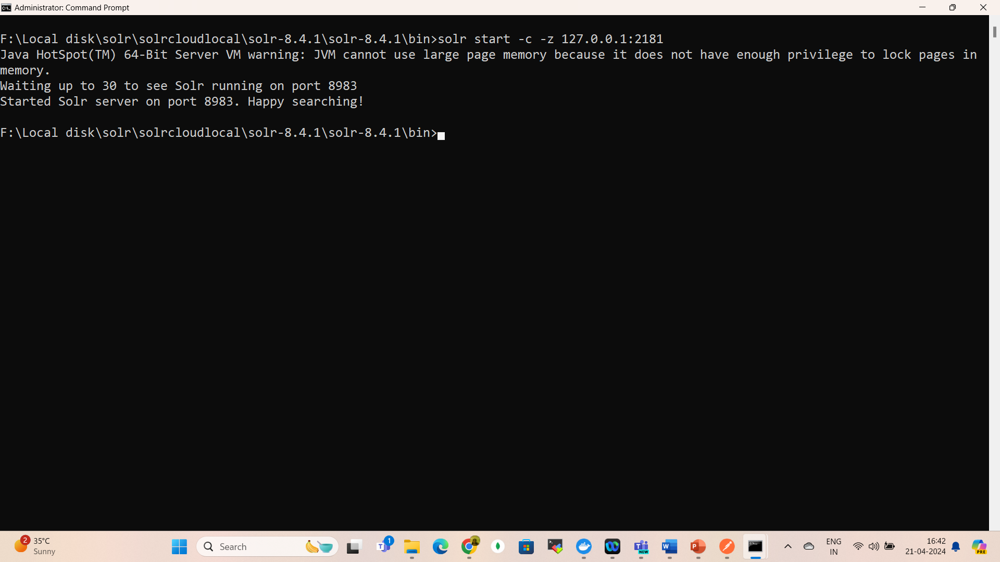 Administrator: Command Prompt
F:\Local disk\solr\solrcloudlocal\solr-8.4.1\solr-8.4.1\bin>solr start -c -z 127.0.0.1:2181
Java HotSpot(TM) 64-Bit Server VM warning: JVM cannot use large page memory because it does not have enough privilege to lock pages in
memory.
Waiting up to 30 to see Solr running on port 8983
Started Solr server on port 8983. Happy searching!
F:\Local disk\solr\solrcloudlocal\solr-8.4.1\solr-8.4.1\bin>
2
35°C
Sunny
Search
1
NEW
ENG
IN
16:42
21-04-2024
PRE